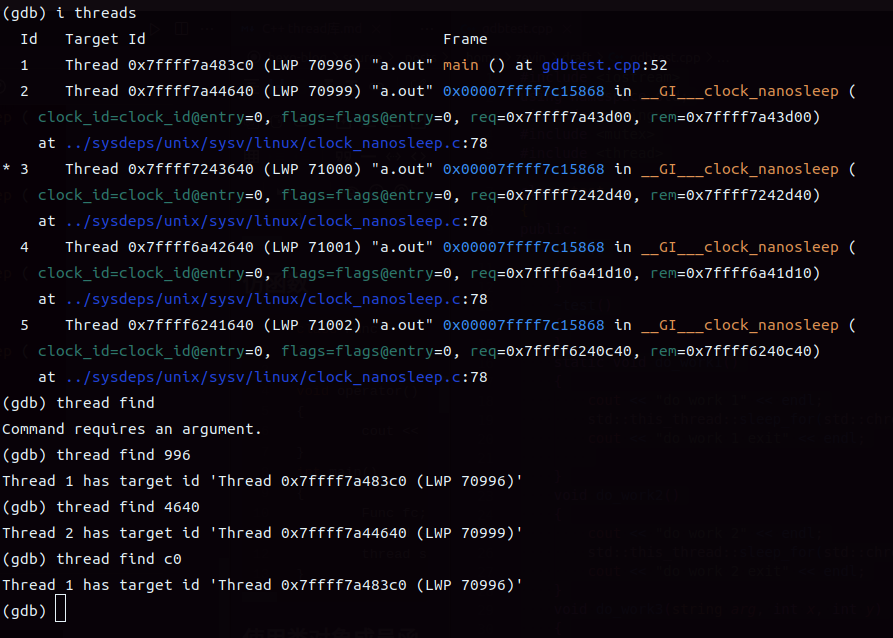 (gdb) i threads
  Id   Target Id                                    Frame
  1    Thread 0x7ffff7a483c0 (LWP 70996) "a.out" main () at gdbtest.cpp:52
  2    Thread 0x7ffff7a44640 (LWP 70999) "a.out" 0x00007ffff7c15868 in __GI___clock_nanosleep (
    clock_id=clock_id@entry=0, flags=flags@entry=0, req=0x7ffff7a43d00, rem=0x7ffff7a43d00)
    at ../sysdeps/unix/sysv/linux/clock_nanosleep.c:78
* 3    Thread 0x7ffff7243640 (LWP 71000) "a.out" 0x00007ffff7c15868 in __GI___clock_nanosleep (
    clock_id=clock_id@entry=0, flags=flags@entry=0, req=0x7ffff7242d40, rem=0x7ffff7242d40)
    at ../sysdeps/unix/sysv/linux/clock_nanosleep.c:78
  4    Thread 0x7ffff6a42640 (LWP 71001) "a.out" 0x00007ffff7c15868 in __GI___clock_nanosleep (
    clock_id=clock_id@entry=0, flags=flags@entry=0, req=0x7ffff6a41d10, rem=0x7ffff6a41d10)
    at ../sysdeps/unix/sysv/linux/clock_nanosleep.c:78
  5    Thread 0x7ffff6241640 (LWP 71002) "a.out" 0x00007ffff7c15868 in __GI___clock_nanosleep (
    clock_id=clock_id@entry=0, flags=flags@entry=0, req=0x7ffff6240c40, rem=0x7ffff6240c40)
    at ../sysdeps/unix/sysv/linux/clock_nanosleep.c:78
(gdb) thread find
Command requires an argument.
(gdb) thread find 996
Thread 1 has target id 'Thread 0x7ffff7a483c0 (LWP 70996)'
(gdb) thread find 4640
Thread 2 has target id 'Thread 0x7ffff7a44640 (LWP 70999)'
(gdb) thread find c0
Thread 1 has target id 'Thread 0x7ffff7a483c0 (LWP 70996)'
(gdb)